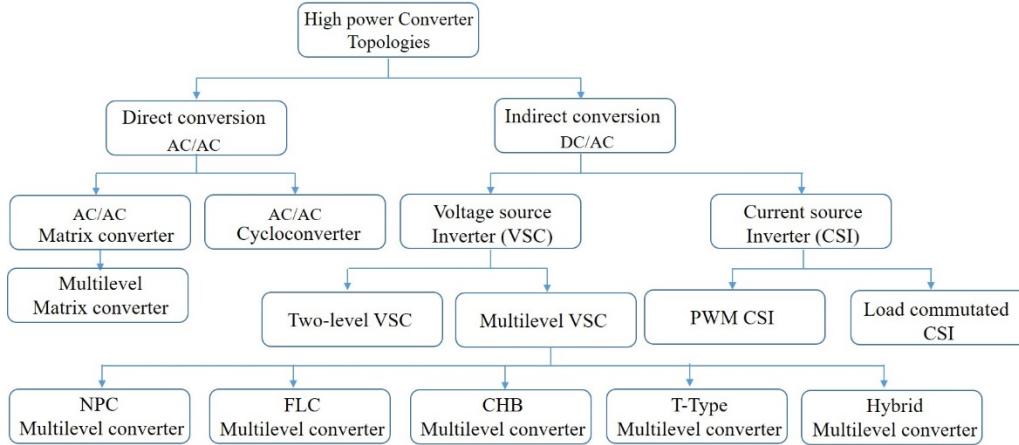 High power Converter
Topologies
Direct conversion
AC/AC
Indirect conversion
DC/AC
AC/AC
Matrix converter
AC/AC
Cycloconverter
Voltage source
Inverter (VSC)
Current source
Inverter (CSI)
Multilevel
Matrix converter
Two-level VSC
Multilevel VSC
PWM CSI
Load commutated
CSI
NPC
Multilevel converter
FLC
Multilevel converter
CHB
Multilevel converter
T-Type
Multilevel converter
Hybrid
Multilevel converter